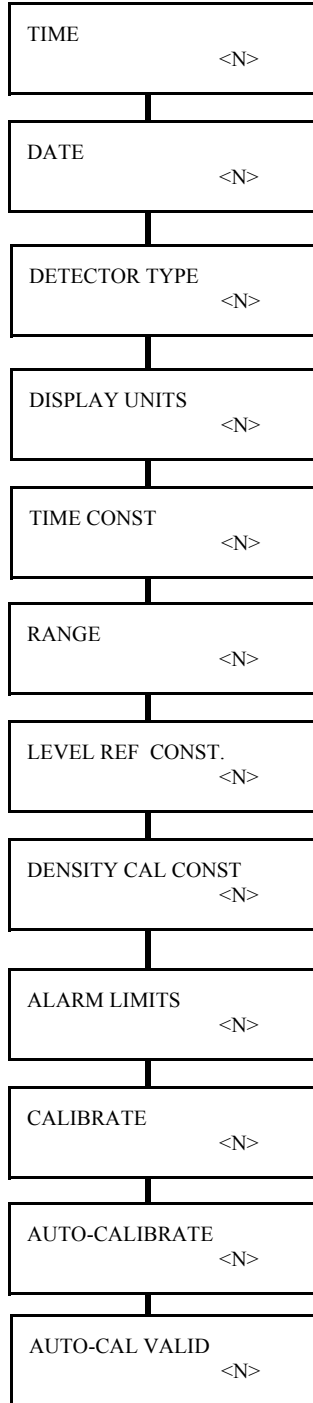 TIME
<N>
DATE
<N>
DETECTOR TYPE
<N>
DISPLAY UNITS
<N>
TIME CONST
<N>
RANGE
<N>
LEVEL REF CONST.
<N>
DENSITY CAL CONST
<N>
ALARM LIMITS
<N>
CALIBRATE
<N>
AUTO-CALIBRATE
<N>
AUTO-CAL VALID
<N>